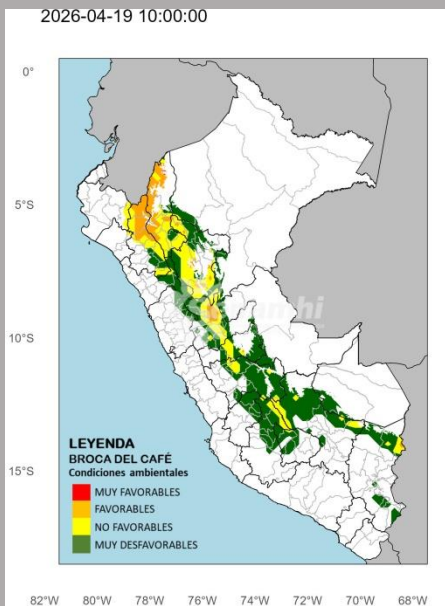 2026-04-19 10:00:00
0°
5°S
10°S
15°S
senamhi
LEYENDA
BROCA DEL CAFÉ
Condiciones ambientales
MUY FAVORABLES
FAVORABLES
NO FAVORABLES
MUY DESFAVORABLES
82°W 80°W 78°W 76°W 74°W 72°W 70°W 68°W